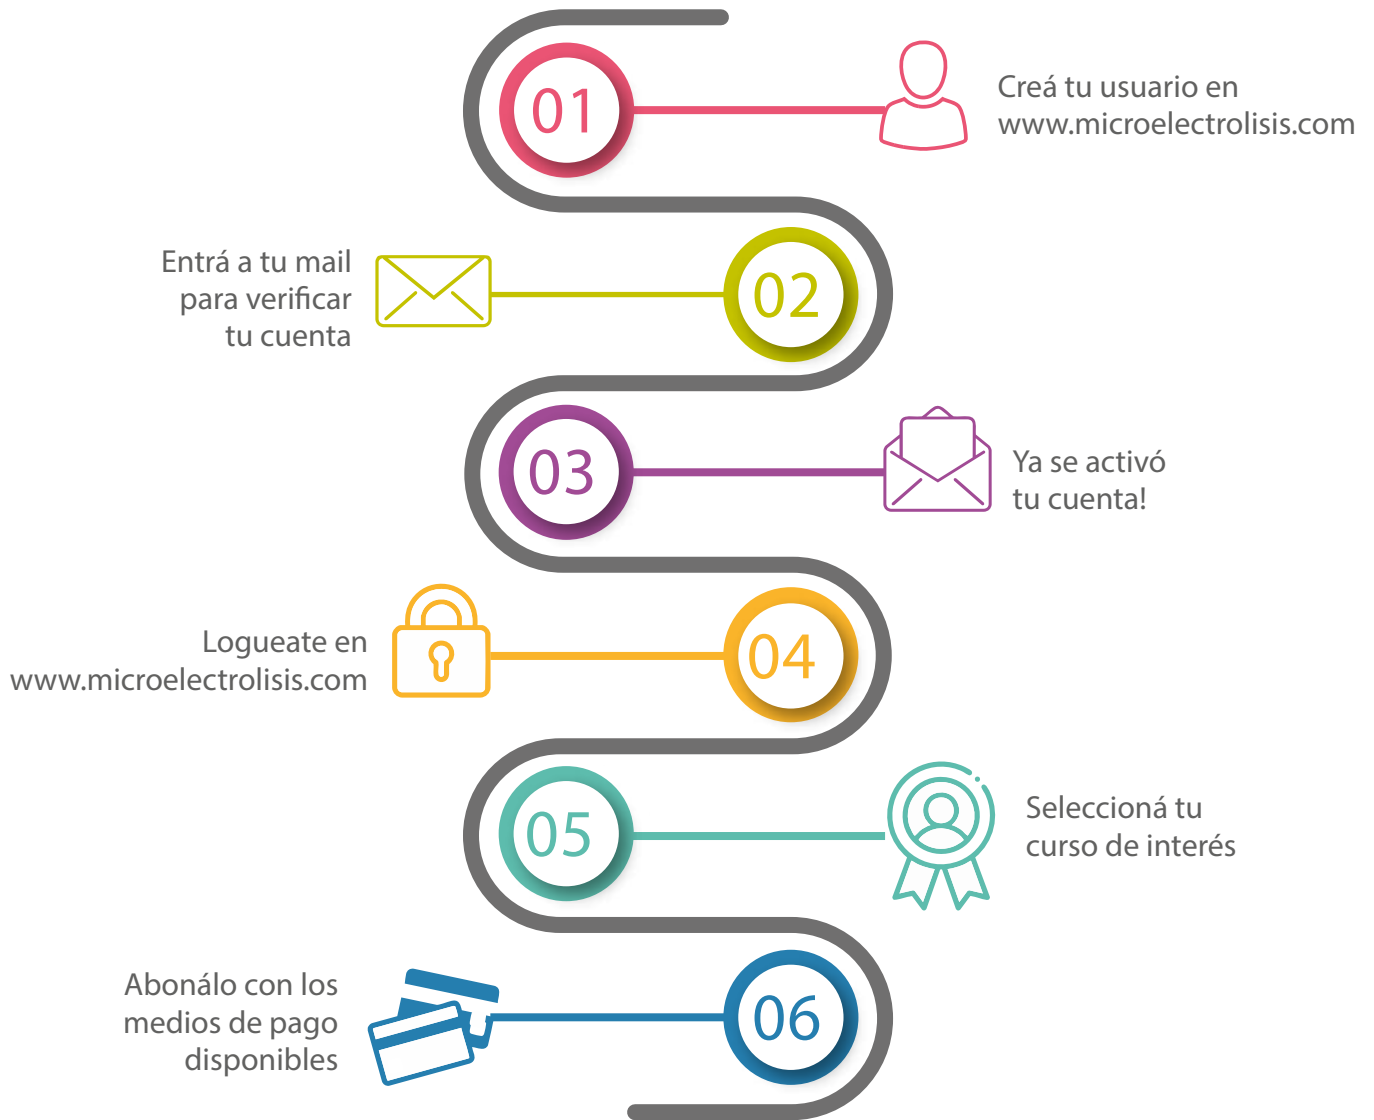 01
Creá tu usuario en
www.microelectrolisis.com
Entrá a tu mail
para verificar
tu cuenta
02
03
Ya se activó
tu cuenta!
Logueate en
www.microelectrolisis.com
04
05
Seleccioná tu
curso de interés
Abonálo con los
medios de pago
disponibles
06